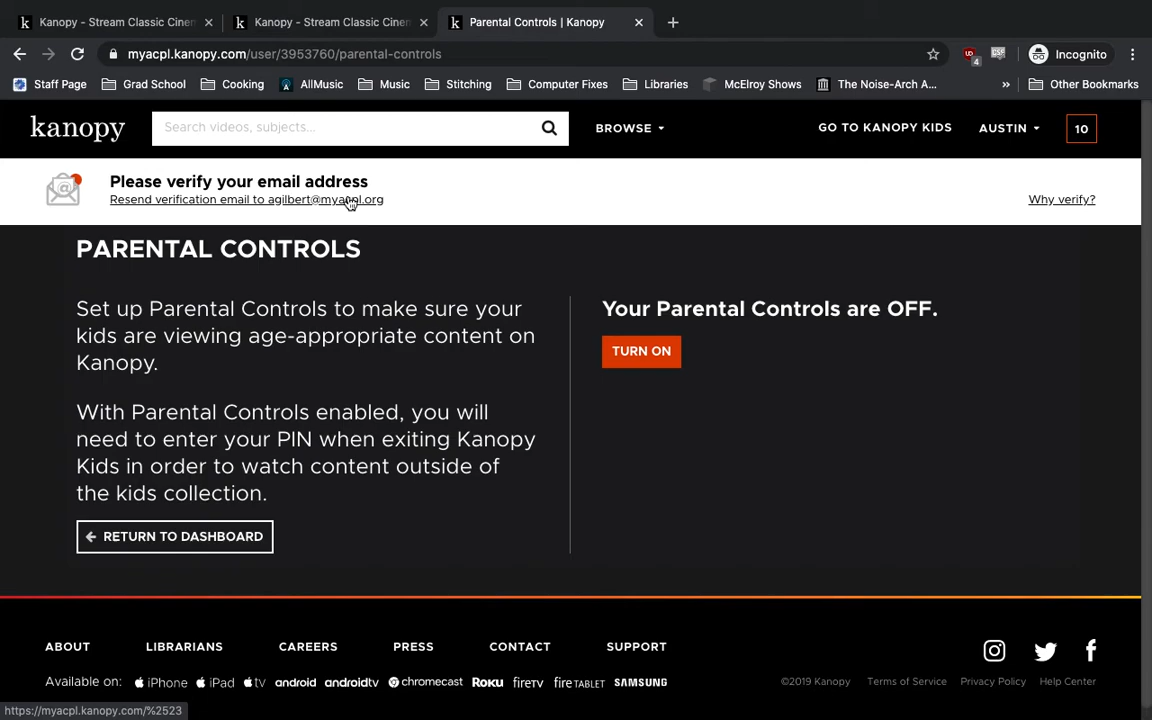 Kanopy - Stream Classic Cinem
Kanopy - Stream Classic Cinem
Parental Controls | Kanopy
myacpl.kanopy.com/user/3953760/parental-controls
4
Incognito
Staff Page
Grad School
Cooking
AllMusic
Music
Stitching
Computer Fixes
Libraries
McElroy Shows
The Noise-Arch A...
»
Other Bookmarks
kanopy
Search videos, subjects...
BROWSE
GO TO KANOPY KIDS
AUSTIN
10
Please verify your email address
Resend verification email to agilbert@myacpl.org
Why verify?
PARENTAL CONTROLS
Set up Parental Controls to make sure your
kids are viewing age-appropriate content on
Kanopy.
With Parental Controls enabled, you will
need to enter your PIN when exiting Kanopy
Kids in order to watch content outside of
the kids collection.
RETURN TO DASHBOARD
Your Parental Controls are OFF.
TURN ON
ABOUT
LIBRARIANS
CAREERS
PRESS
CONTACT
SUPPORT
Available on: iPhone iPad tv android androidtv chromecast Roku fireTV fireTABLET SAMSUNG
©2019 Kanopy
Terms of Service
Privacy Policy
Help Center
https://myacpl.kanopy.com/%2523